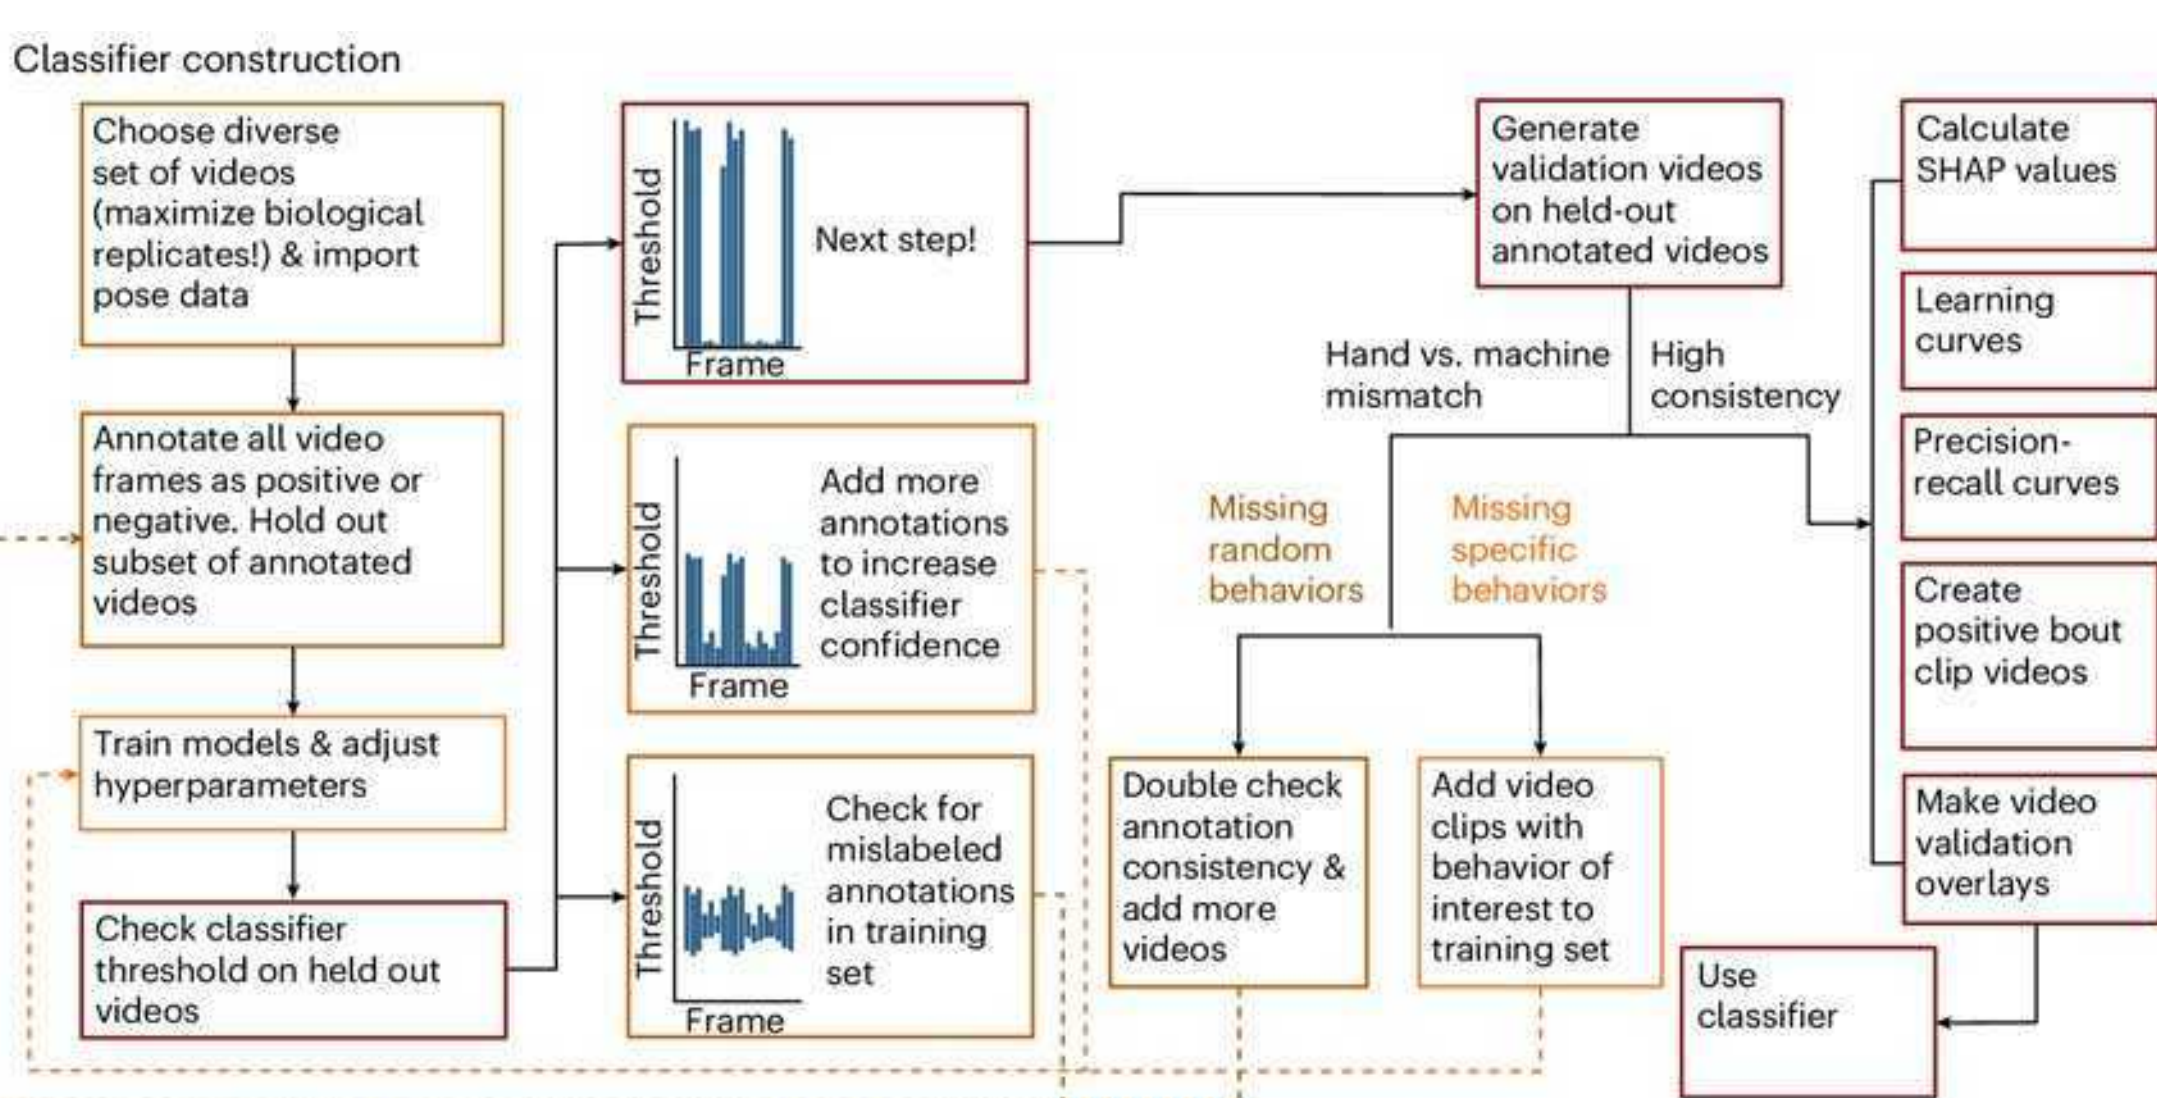 Classifier construction
Choose diverse
set of videos
(maximize biological
replicates!) & import
pose data
Annotate all video
frames as positive or
negative. Hold out
subset of annotated
videos
Train models & adjust
hyperparameters
Check classifier
threshold on held out
videos
Threshold
Next step!
Frame
Threshold
Add more
annotations
to increase
classifier
confidence
Frame
Threshold
Check for
mislabeled
annotations
in training
set
Frame
Generate
validation videos
on held-out
annotated videos
Hand vs. machine
mismatch
High
consistency
Missing
random
behaviors
Missing
specific
behaviors
Double check
annotation
consistency &
add more
videos
Add video
clips with
behavior of
interest to
training set
Calculate
SHAP values
Learning
curves
Precision-
recall curves
Create
positive bout
clip videos
Make video
validation
overlays
Use
classifier